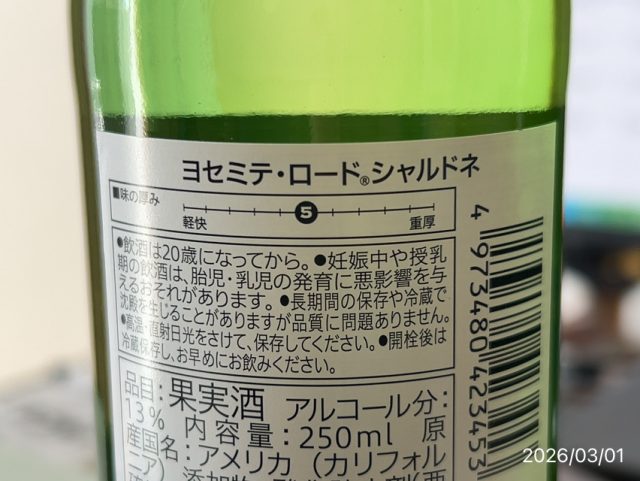 ヨセミテ・ロード®シャルドネ
■味の厚み
5
軽快 重厚
●飲酒は20歳になってから。●妊娠中や授乳
期の飲酒は、胎児・乳児の発育に悪影響を与
えるおそれがあります。●長期間の保存や冷蔵で
沈殿を生じることがありますが品質に問題ありません。
●高温・直射日光をさけて、保存してください。●開栓後は
冷蔵保存し、お早めにお飲みください。
品目:果実酒 アルコール分:
13% 内容量:250ml 原
産国名:アメリカ(カリフォル
ニア)
4 973480 423453
2026/03/01